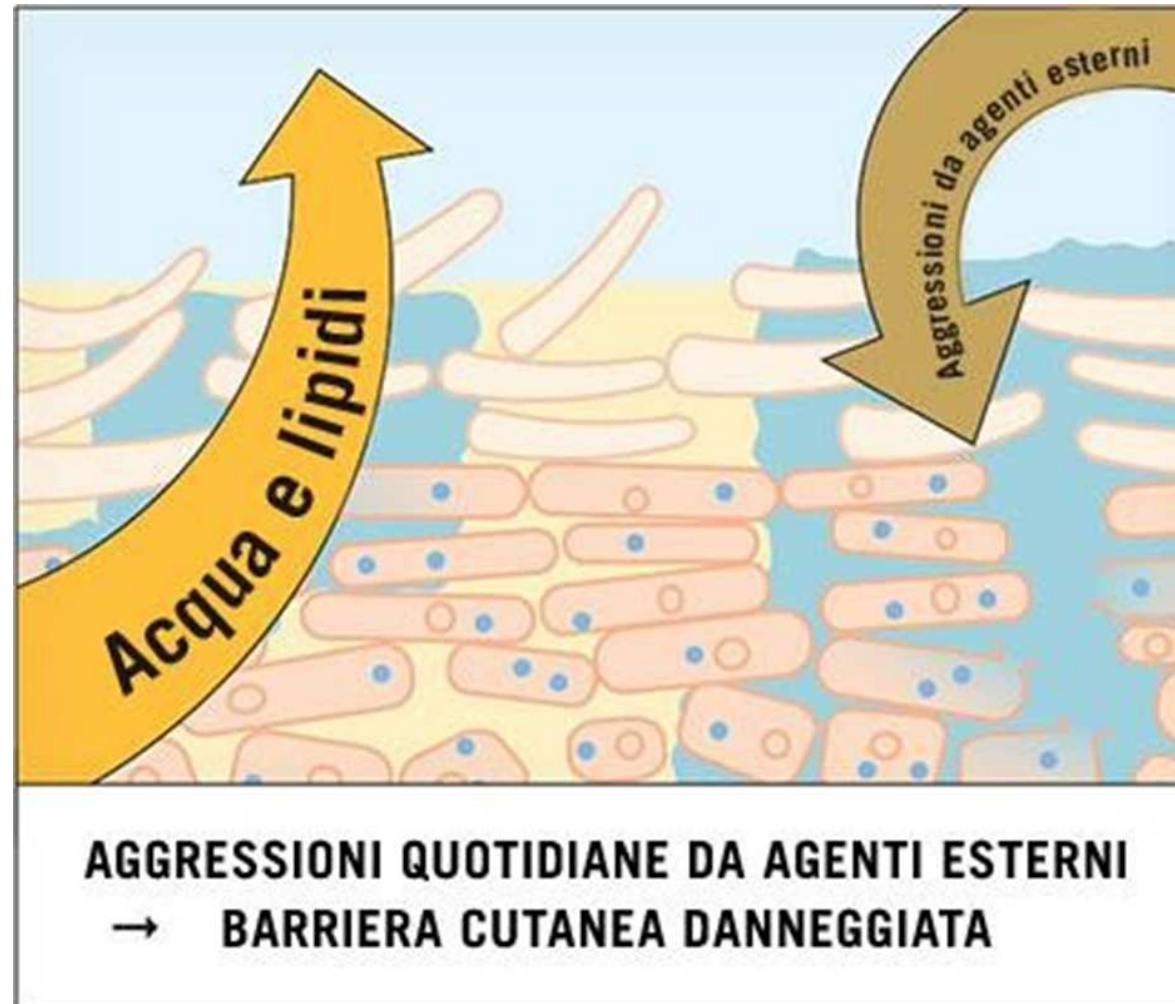 Aggressioni da agenti esterni
Acqua e lipidi
AGGRESSIONI QUOTIDIANE DA AGENTI ESTERNI
→ BARRIERA CUTANEA DANNEGGIATA